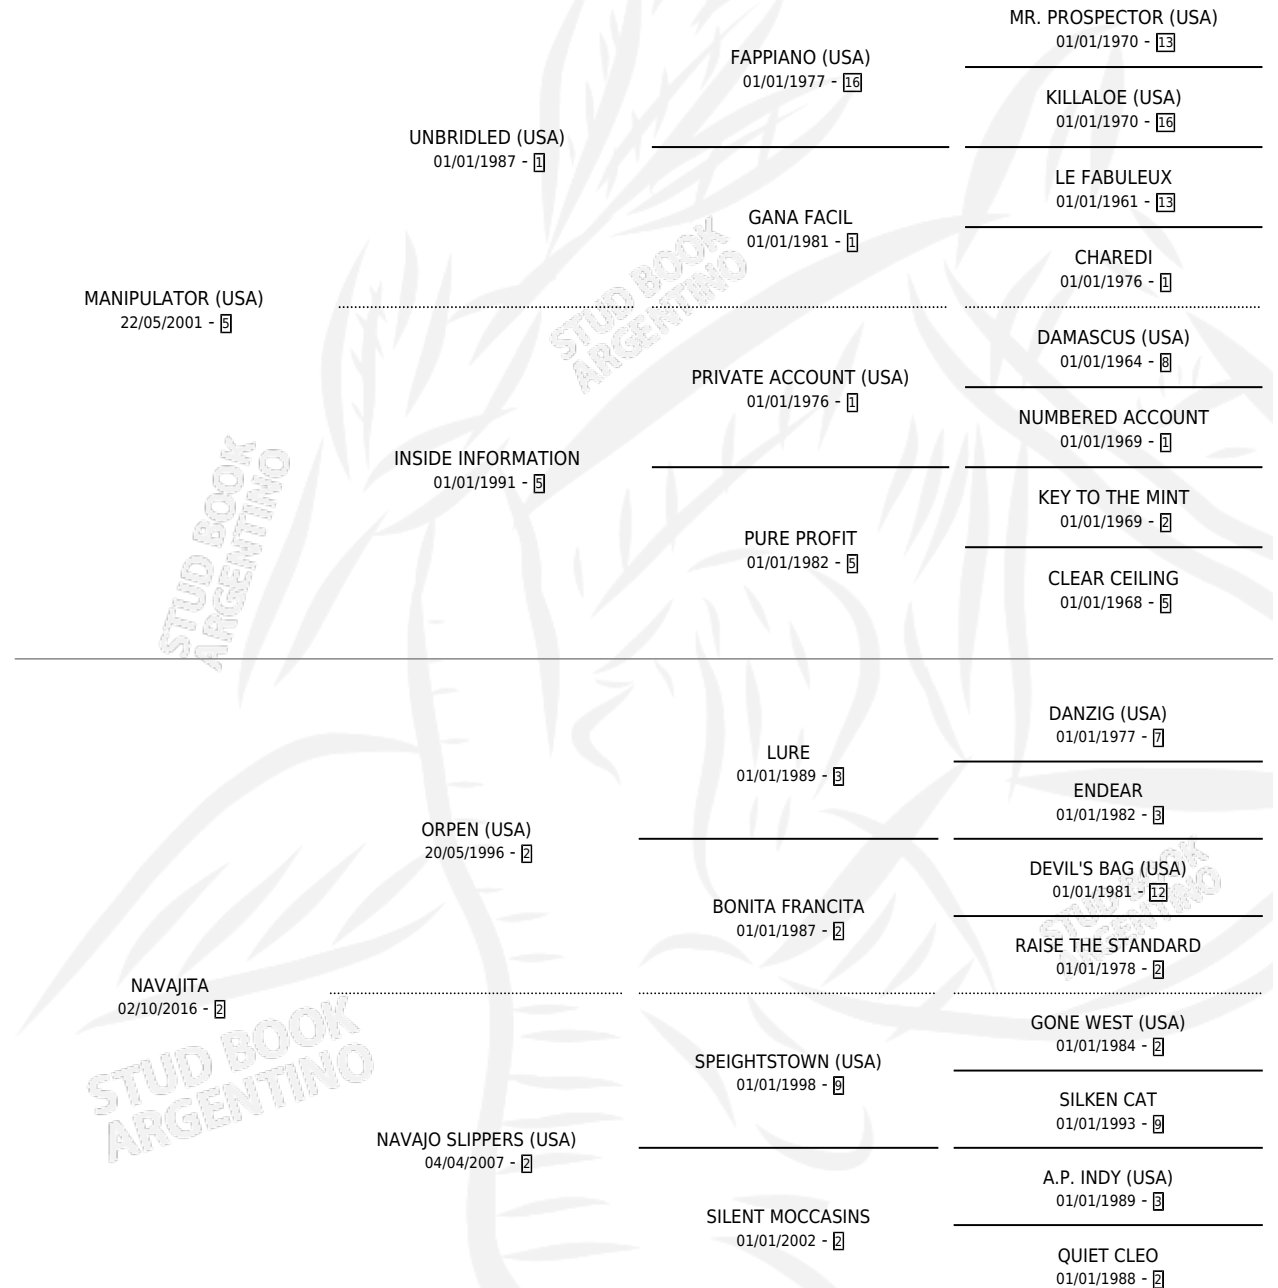 MR. PROSPECTOR (USA)
01/01/1970 - 13
FAPPIANO (USA)
01/01/1977 - 16
KILLALOE (USA)
01/01/1970 - 16
UNBRIDLED (USA)
01/01/1987 - 1
LE FABULEUX
01/01/1961 - 13
GANA FACIL
01/01/1981 - 1
CHAREDI
01/01/1976 - 1
MANIPULATOR (USA)
22/05/2001 - 5
DAMASCUS (USA)
01/01/1964 - 8
PRIVATE ACCOUNT (USA)
01/01/1976 - 1
NUMBERED ACCOUNT
01/01/1969 - 1
INSIDE INFORMATION
01/01/1991 - 5
KEY TO THE MINT
01/01/1969 - 2
PURE PROFIT
01/01/1982 - 5
CLEAR CEILING
01/01/1968 - 5
DANZIG (USA)
01/01/1977 - 7
LURE
01/01/1989 - 3
ENDEAR
01/01/1982 - 3
ORPEN (USA)
20/05/1996 - 2
DEVIL'S BAG (USA)
01/01/1981 - 12
BONITA FRANCITA
01/01/1987 - 2
RAISE THE STANDARD
01/01/1978 - 2
NAVAJITA
02/10/2016 - 2
GONE WEST (USA)
01/01/1984 - 2
SPEIGHTSTOWN (USA)
01/01/1998 - 9
SILKEN CAT
01/01/1993 - 9
NAVAJO SLIPPERS (USA)
04/04/2007 - 2
A.P. INDY (USA)
01/01/1989 - 3
SILENT MOCCASINS
01/01/2002 - 2
QUIET CLEO
01/01/1988 - 2
STUD BOOK
ARGENTINO
STUD BOOK
ARGENTINO
STUD BOOK
ARGENTINO
STUD BOOK
ARGENTINO